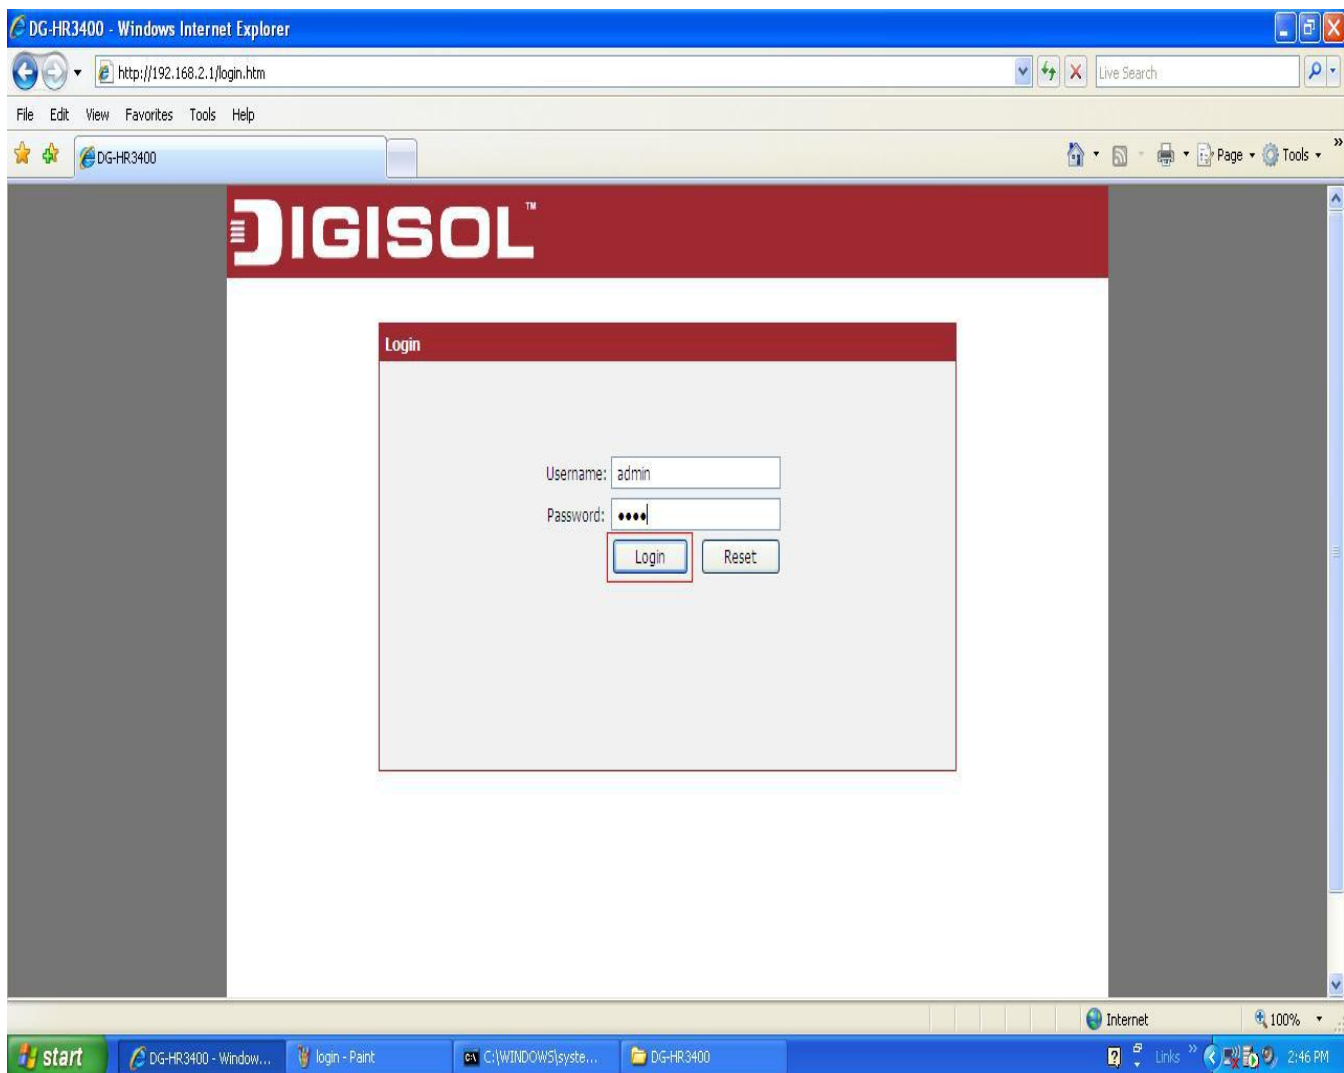 DG-HR3400 - Windows Internet Explorer
http://192.168.2.1/login.htm
Live Search
File Edit View Favorites Tools Help
DG-HR3400
Page Tools »
DIGISOL™
Login
Username: admin
Password: ••••
Login Reset
Internet 100%
start DG-HR3400 - Window... login - Paint C:\WINDOWS\syste... DG-HR3400 Links » 2:46 PM